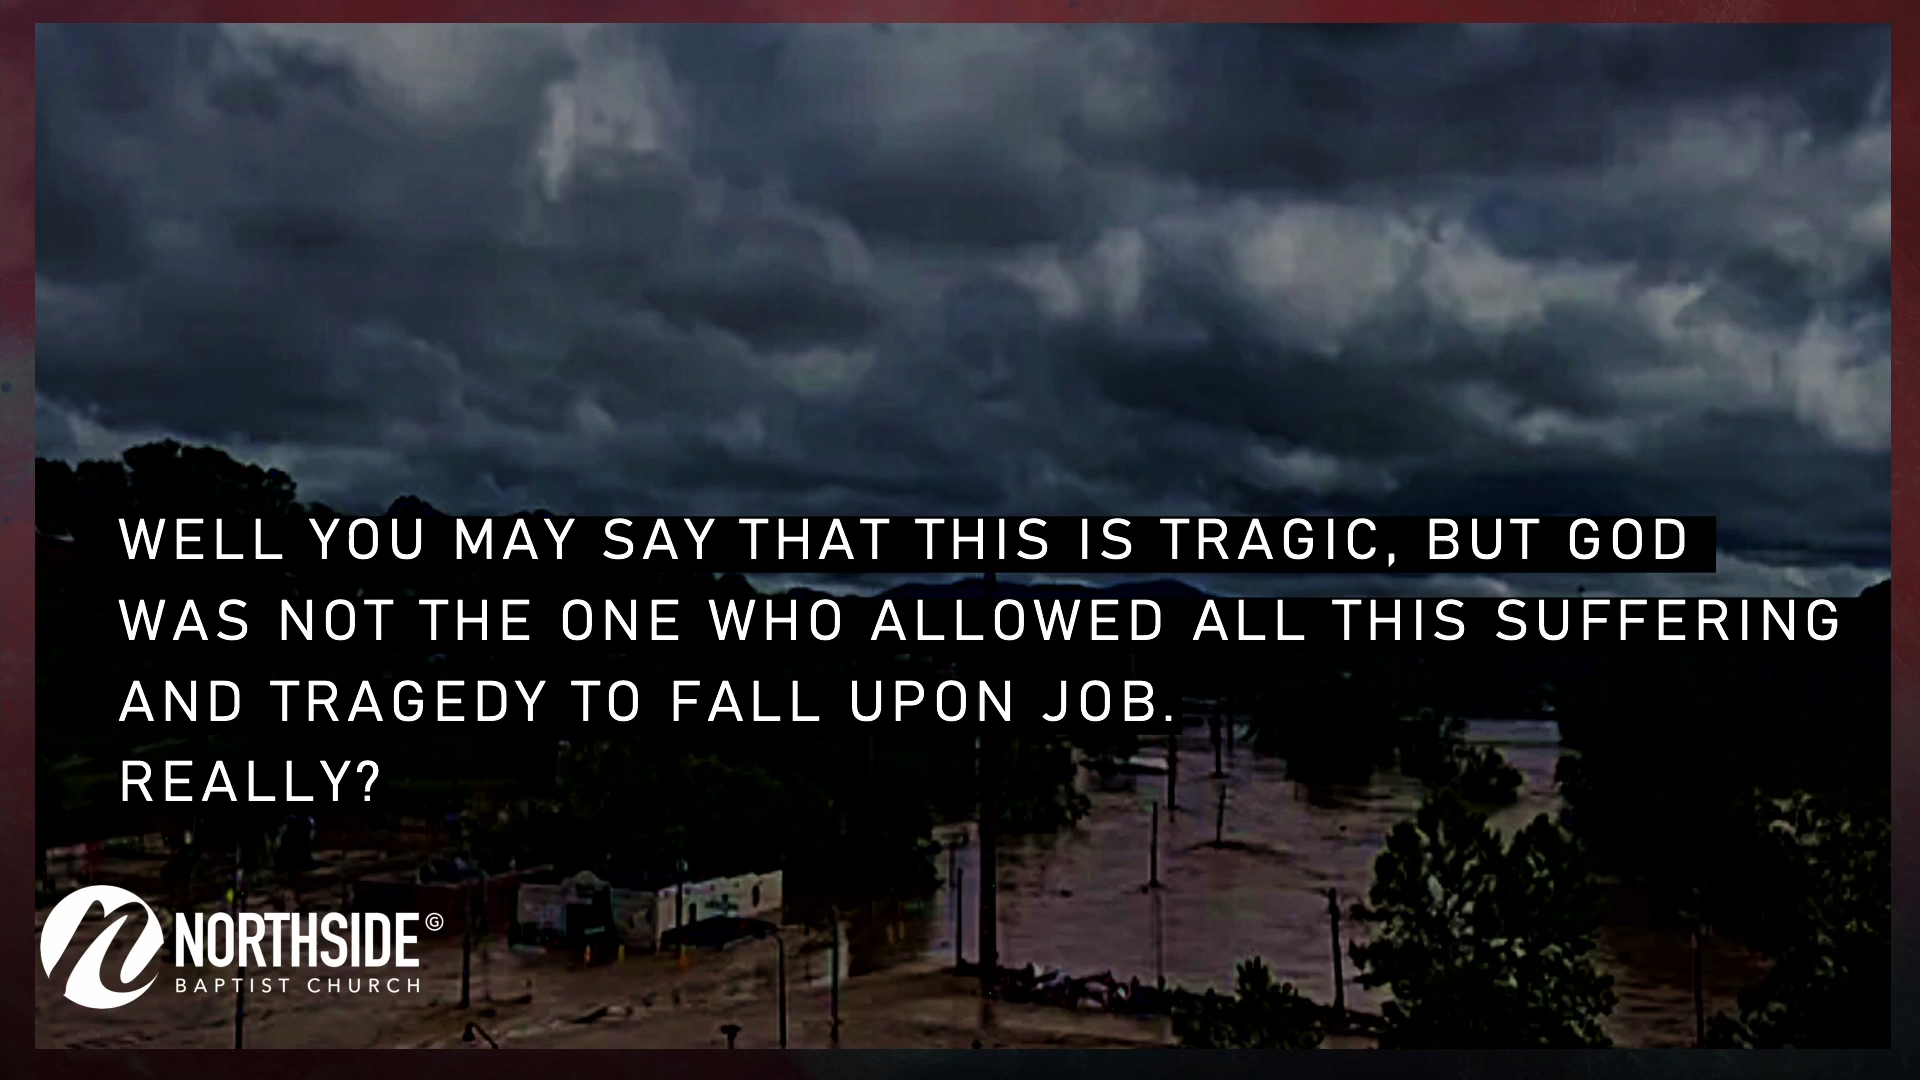 WELL YOU MAY SAY THAT THIS IS TRAGIC, BUT GOD
WAS NOT THE ONE WHO ALLOWED ALL THIS SUFFERING
AND TRAGEDY TO FALL UPON JOB.
REALLY?
NORTHSIDE G
BAPTIST CHURCH